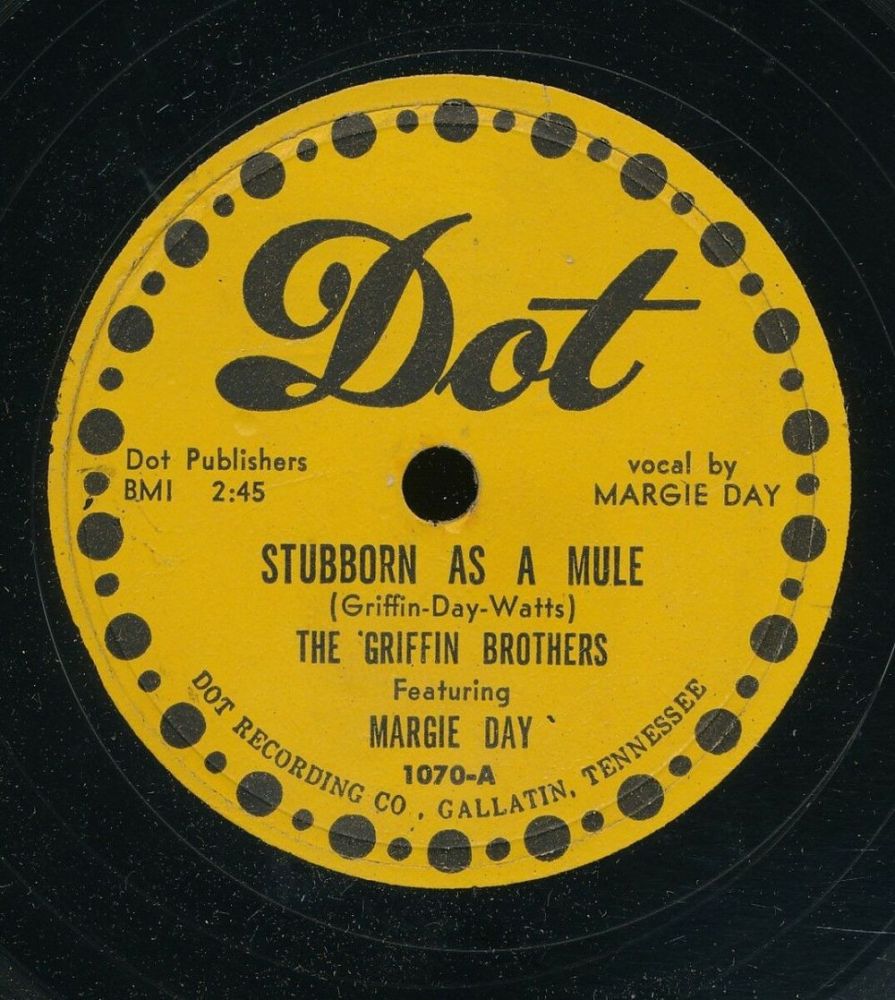 Dot
Dot Publishers
BMI 2:45
vocal by
MARGIE DAY
STUBBORN AS A MULE
(Griffin-Day-Watts)
THE GRIFFIN BROTHERS
Featuring
MARGIE DAY
1070-A
DOT RECORDING CO., GALLATIN, TENNESSEE